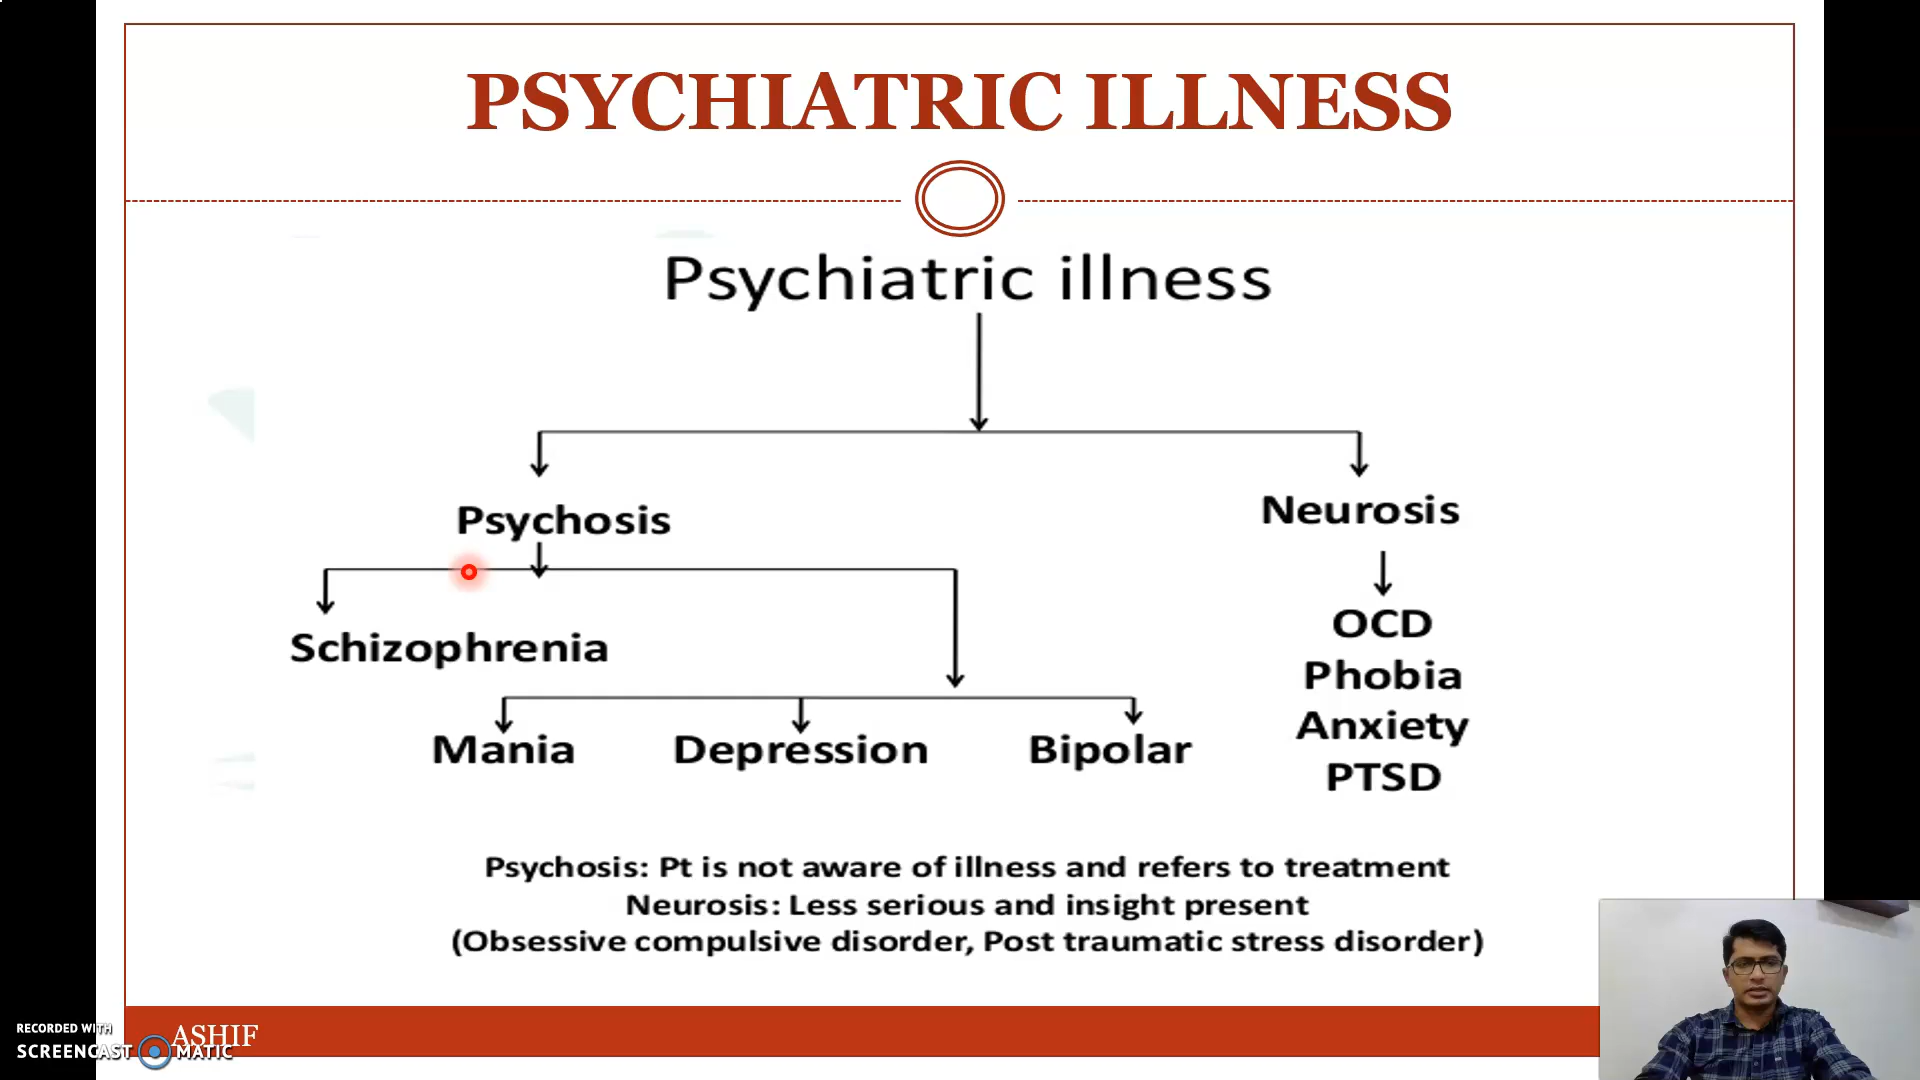 PSYCHIATRIC ILLNESS
Psychiatric illness
Psychosis
Neurosis
Schizophrenia
Mania
Depression
Bipolar
OCD
Phobia
Anxiety
PTSD
Psychosis: Pt is not aware of illness and refers to treatment
Neurosis: Less serious and insight present
(Obsessive compulsive disorder, Post traumatic stress disorder)
ASHIF
RECORDED WITH
SCREENCAST MATIC